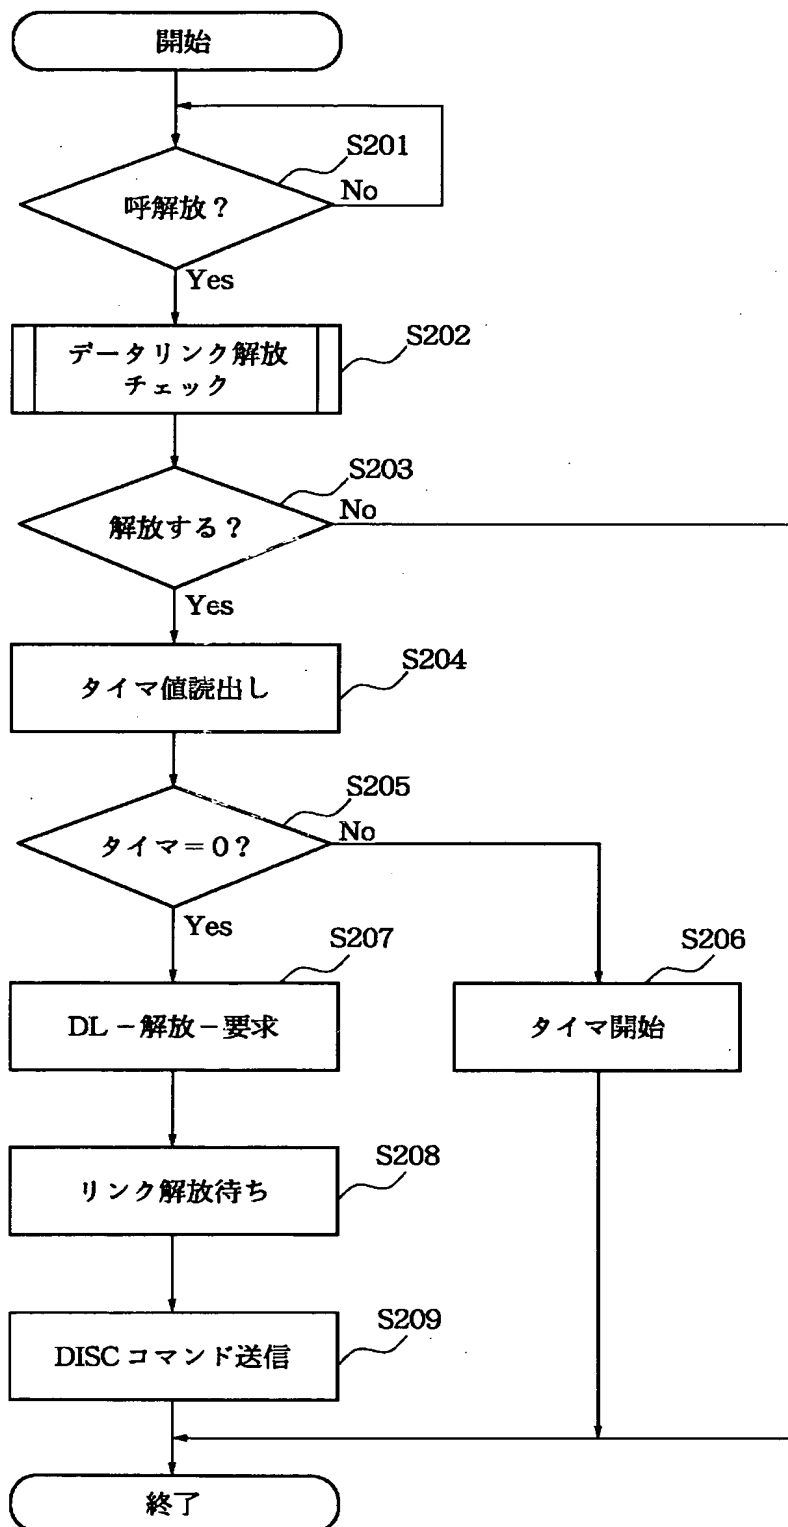 開始
S201
呼解放？
No
Yes
S202
データリンク解放
チェック
S203
解放する？
No
Yes
S204
タイマ値読出し
S205
タイマ＝0？
No
Yes
S207
DL－解放－要求
S206
タイマ開始
S208
リンク解放待ち
S209
DISCコマンド送信
終了